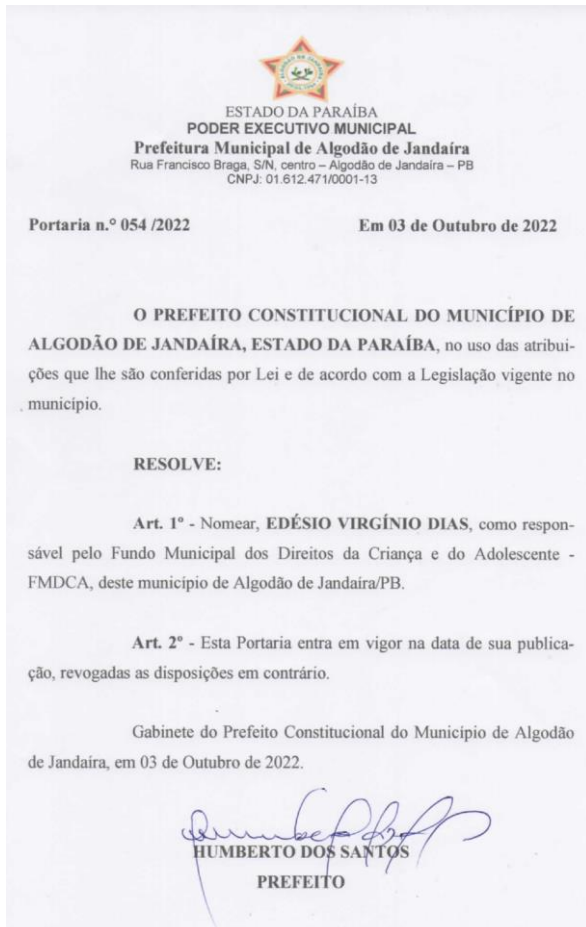 ESTADO DA PARAÍBA
PODER EXECUTIVO MUNICIPAL
Prefeitura Municipal de Algodão de Jandaíra
Rua Francisco Braga, S/N, centro – Algodão de Jandaíra – PB
CNPJ: 01.612.471/0001-13
Portaria n.° 054 /2022 Em 03 de Outubro de 2022
O PREFEITO CONSTITUCIONAL DO MUNICÍPIO DE
ALGODÃO DE JANDAÍRA, ESTADO DA PARAÍBA, no uso das atribui-
ções que lhe são conferidas por Lei e de acordo com a Legislação vigente no
município.
RESOLVE:
Art. 1º - Nomear, EDÉSIO VIRGÍNIO DIAS, como respon-
sável pelo Fundo Municipal dos Direitos da Criança e do Adolescente -
FMDCA, deste município de Algodão de Jandaíra/PB.
Art. 2º - Esta Portaria entra em vigor na data de sua publica-
ção, revogadas as disposições em contrário.
Gabinete do Prefeito Constitucional do Município de Algodão
de Jandaíra, em 03 de Outubro de 2022.
HUMBERTO DOS SANTOS
PREFEITO